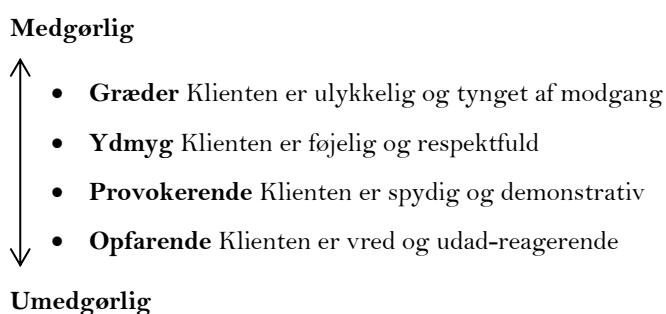 Medgørlig
• Græder Klienten er ulykkelig og tynget af modgang
• Ydmyg Klienten er føjelig og respektfuld
• Provokerende Klienten er spydig og demonstrativ
• Opfarende Klienten er vred og udad-reagerende
Umedgørlig